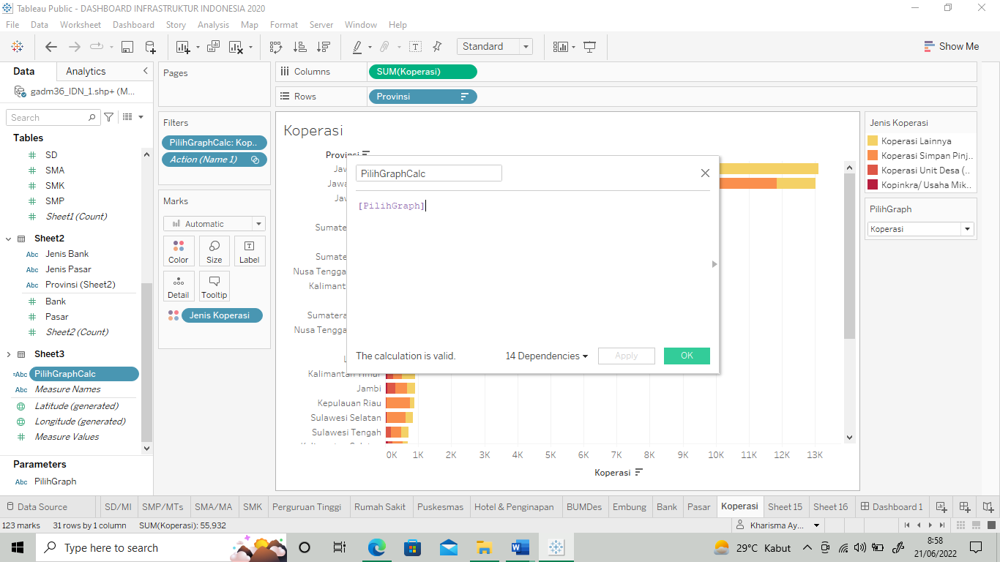 Tableau Public - DASHBOARD INFRASTRUKTUR INDONESIA 2020
File Data Worksheet Dashboard Story Analysis Map Format Server Window Help
Standard
Show Me
Data Analytics
gadm36_IDN_1.shp+ (M...
Search
Tables
SD
SMA
SMK
SMP
Sheet1 (Count)
Sheet2
Abc Jenis Bank
Abc Jenis Pasar
Abc Provinsi (Sheet2)
Bank
Pasar
Sheet2 (Count)
Sheet3
=Abc PilihGraphCalc
Abc Measure Names
Latitude (generated)
Longitude (generated)
Measure Values
Parameters
Abc PilihGraph
Pages
Filters
PilihGraphCalc: Kop..
Action (Name 1)
Marks
Automatic
Color Size Label
Detail Tooltip
Jenis Koperasi
Columns SUM(Koperasi)
Rows Provinsi
Koperasi
Provinsi
Jaw
Jawa
Jaw
Sumate
Sumater
Nusa Tengga
Kalimant
Sumatera
Nusa Tengga
Kalimantan Timur
Jambi
Kepulauan Riau
Sulawesi Selatan
Sulawesi Tengah
0K 1K 2K 3K 4K 5K 6K 7K 8K 9K 10K 11K 12K 13K
Koperasi
PilihGraphCalc
[PilihGraph]
The calculation is valid.
14 Dependencies
Apply
OK
Jenis Koperasi
Koperasi Lainnya
Koperasi Simpan Pinj..
Koperasi Unit Desa (..
Kopinkra/ Usaha Mik..
PilihGraph
Koperasi
Data Source SD/MI SMP/MTs SMA/MA SMK Perguruan Tinggi Rumah Sakit Puskesmas Hotel & Penginapan BUMDes Embung Bank Pasar Koperasi Sheet 15 Sheet 16 Dashboard 1
123 marks 31 rows by 1 column SUM(Koperasi): 55,932
Kharisma Ay...
Type here to search
29°C Kabut
8:58
21/06/2022